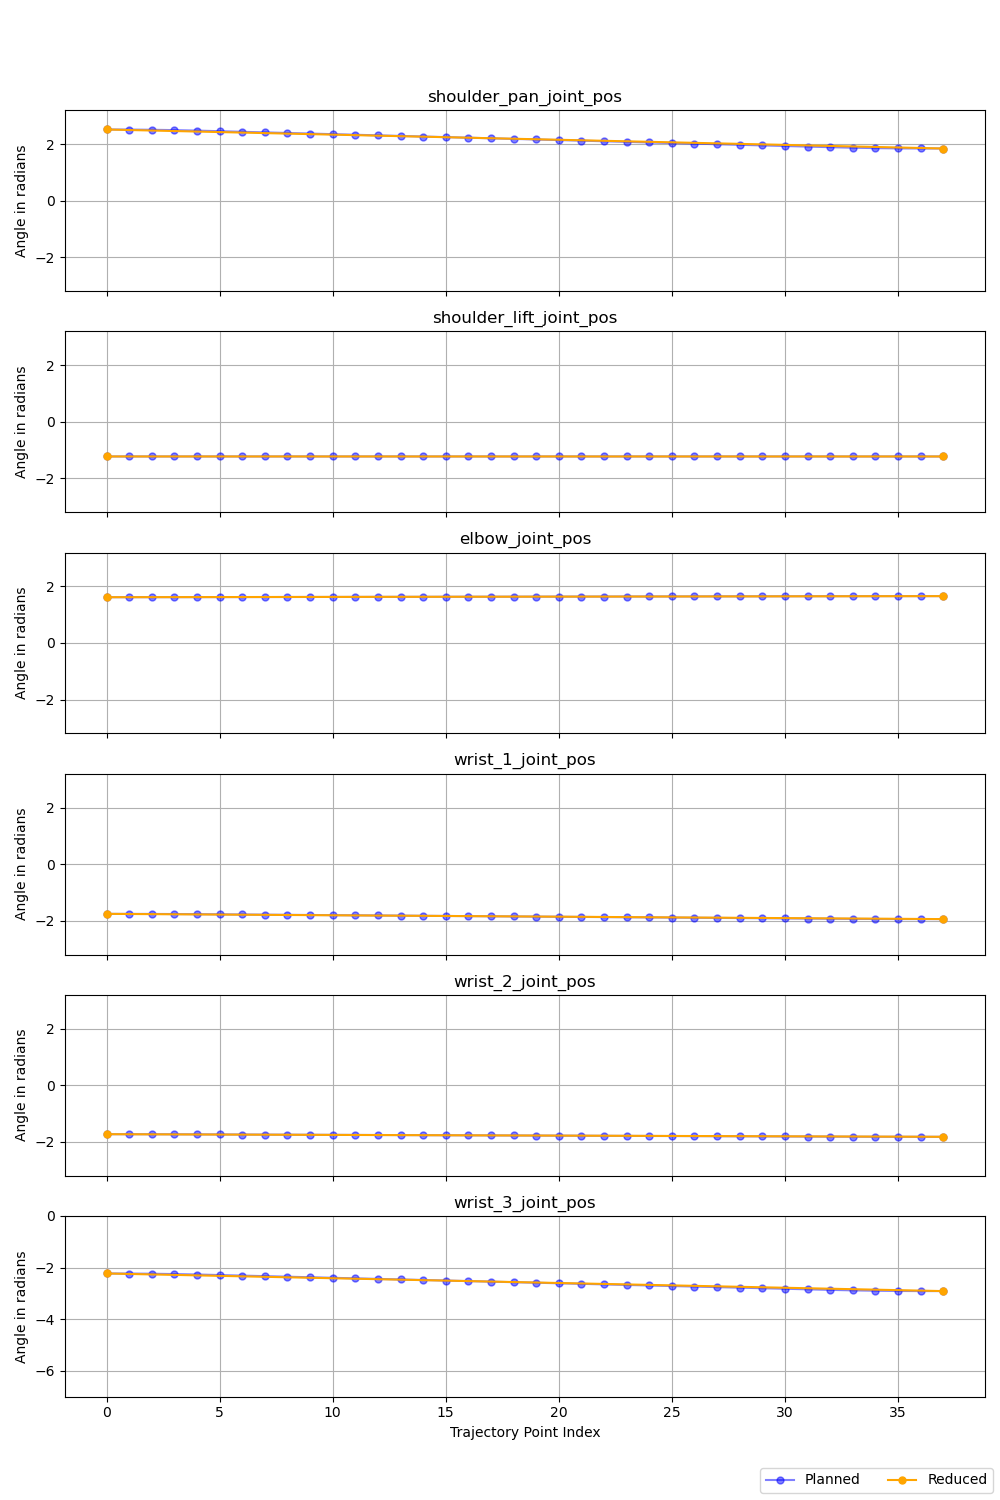 shoulder_pan_joint_pos
Angle in radians
2
0
−2
shoulder_lift_joint_pos
Angle in radians
2
0
−2
elbow_joint_pos
Angle in radians
2
0
−2
wrist_1_joint_pos
Angle in radians
2
0
−2
wrist_2_joint_pos
Angle in radians
2
0
−2
wrist_3_joint_pos
Angle in radians
0
−2
−4
−6
0 5 10 15 20 25 30 35
Trajectory Point Index
Planned Reduced